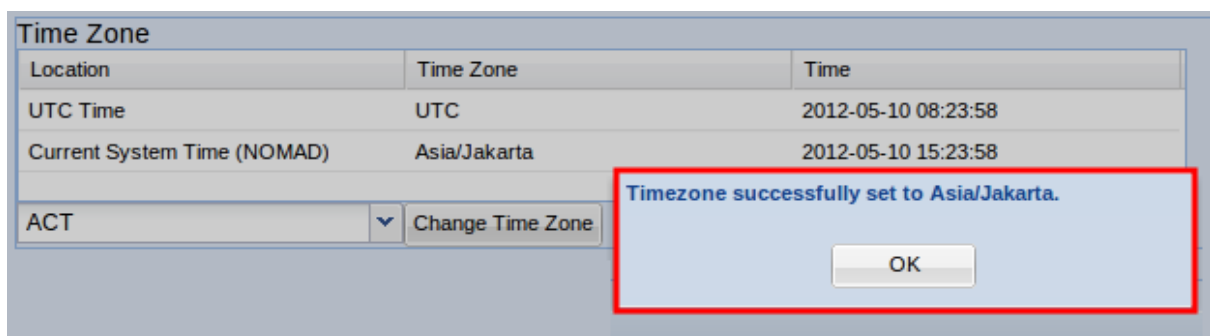 Time Zone
Location Time Zone Time
UTC Time UTC 2012-05-10 08:23:58
Current System Time (NOMAD) Asia/Jakarta 2012-05-10 15:23:58
Timezone successfully set to Asia/Jakarta.
ACT Change Time Zone
OK